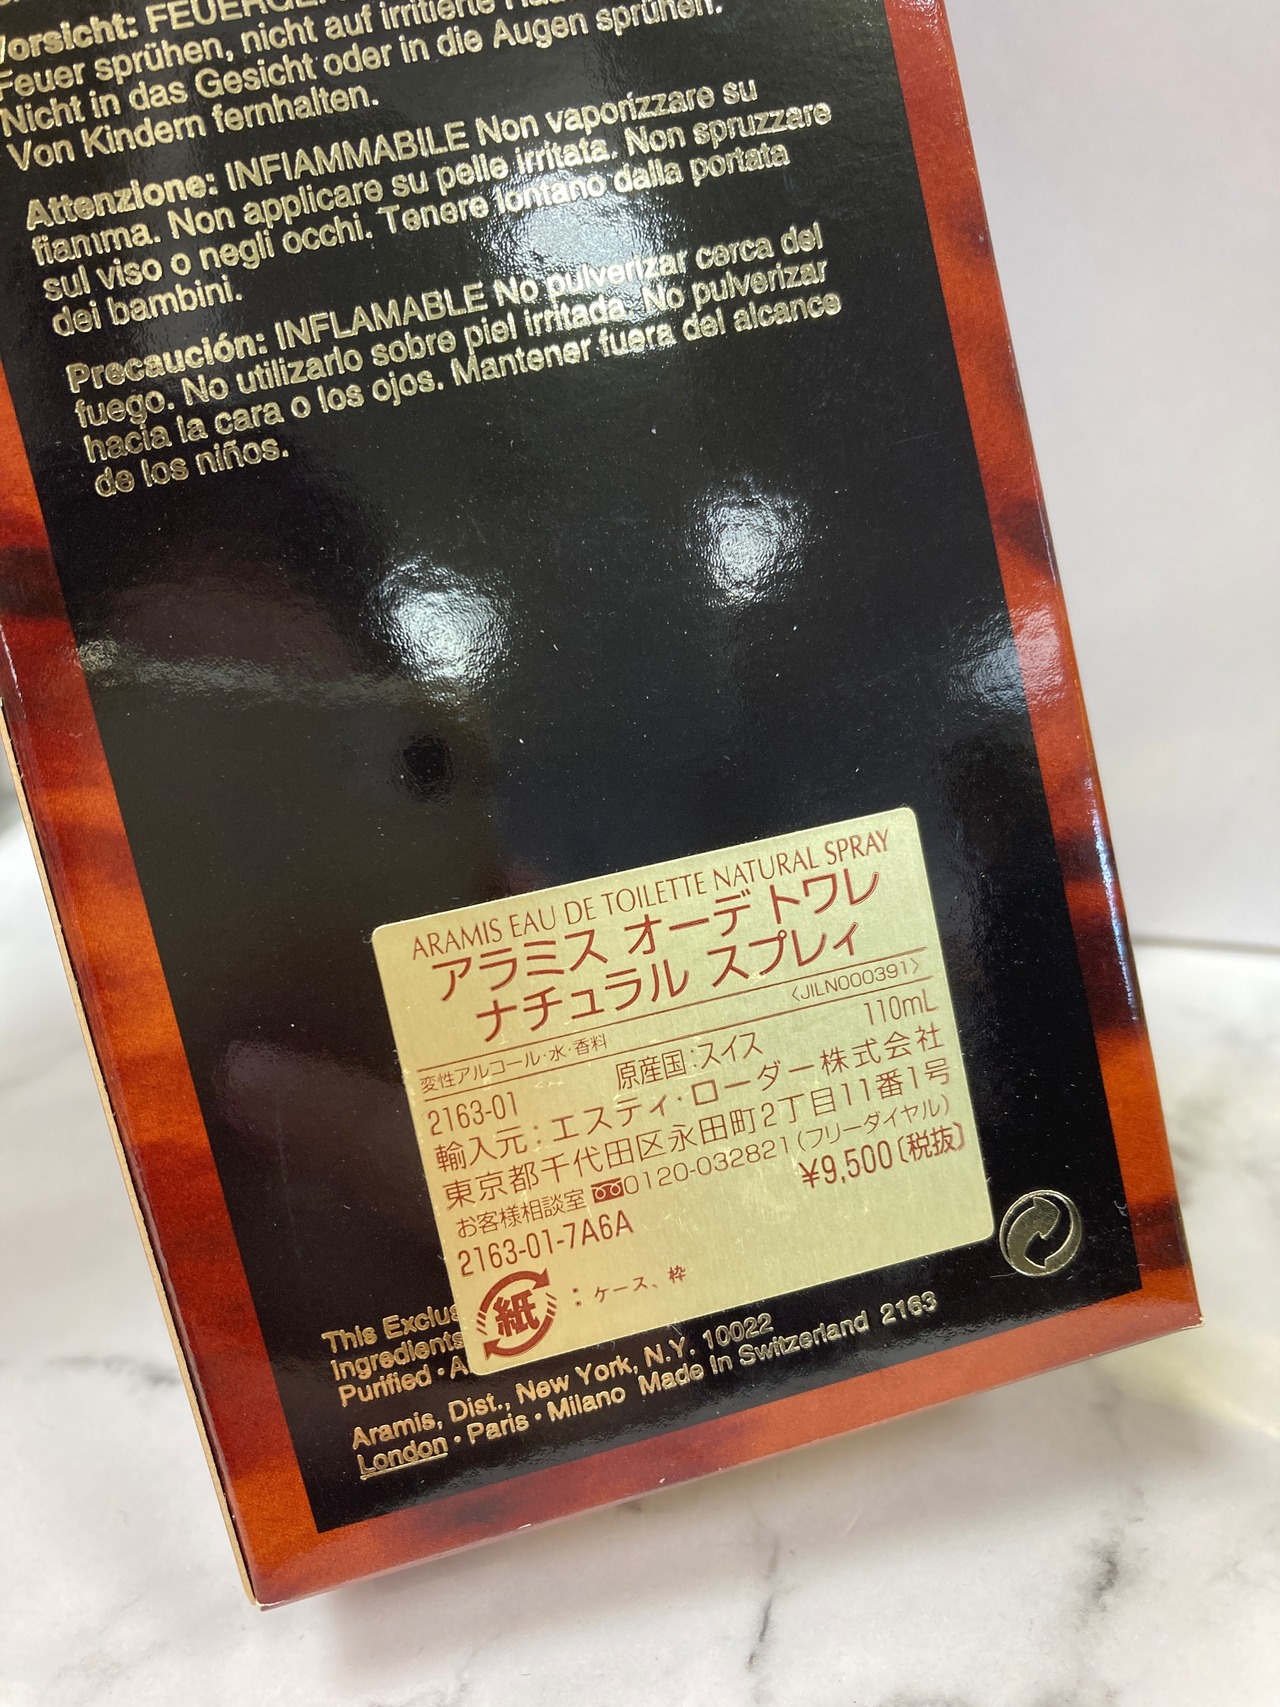 Vorsicht:
Feuer sprühen, nicht auf irritierte
Nicht in das Gesicht oder in die Augen sprühen.
Von Kindern fernhalten.
Attenzione: INFIAMMABILE Non vaporizzare su
fiamma. Non applicare su pelle irritata. Non spruzzare
sul viso o negli occhi. Tenere lontano dalla portata
dei bambini.
Precaución: INFLAMABLE No pulverizar cerca del
fuego. No utilizarlo sobre piel irritada. No pulverizar
hacia la cara o los ojos. Mantener fuera del alcance
de los niños.
ARAMIS EAU DE TOILETTE NATURAL SPRAY
アラミス オーデ トワレ
ナチュラル スプレィ
〈JILN000391〉
変性アルコール・水・香料
110mL
2163-01 原産国:スイス
輸入元:エスティ・ローダー株式会社
東京都千代田区永田町2丁目11番1号
お客様相談室 0120-032821(フリーダイヤル)
2163-01-7A6A ¥9,500〔税抜〕
紙:ケース、枠
This
Ingredients
Purified •
Aramis, Dist., New York, N.Y. 10022
London • Paris • Milano Made In Switzerland 2163